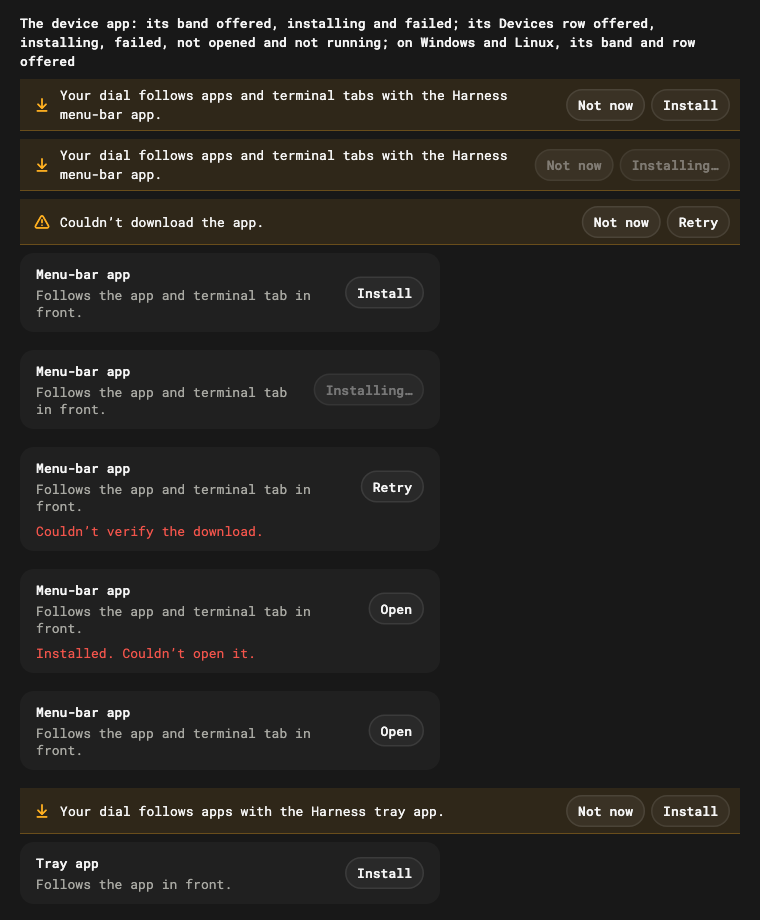 The device app: its band offered, installing and failed; its Devices row offered,
installing, failed, not opened and not running; on Windows and Linux, its band and row
offered
Your dial follows apps and terminal tabs with the Harness
menu-bar app.
Not now
Install
Your dial follows apps and terminal tabs with the Harness
menu-bar app.
Not now
Installing…
Couldn’t download the app.
Not now
Retry
Menu-bar app
Follows the app and terminal tab in
front.
Install
Menu-bar app
Follows the app and terminal tab
in front.
Installing…
Menu-bar app
Follows the app and terminal tab in
front.
Retry
Couldn’t verify the download.
Menu-bar app
Follows the app and terminal tab in
front.
Open
Installed. Couldn’t open it.
Menu-bar app
Follows the app and terminal tab in
front.
Open
Your dial follows apps with the Harness tray app.
Not now
Install
Tray app
Follows the app in front.
Install